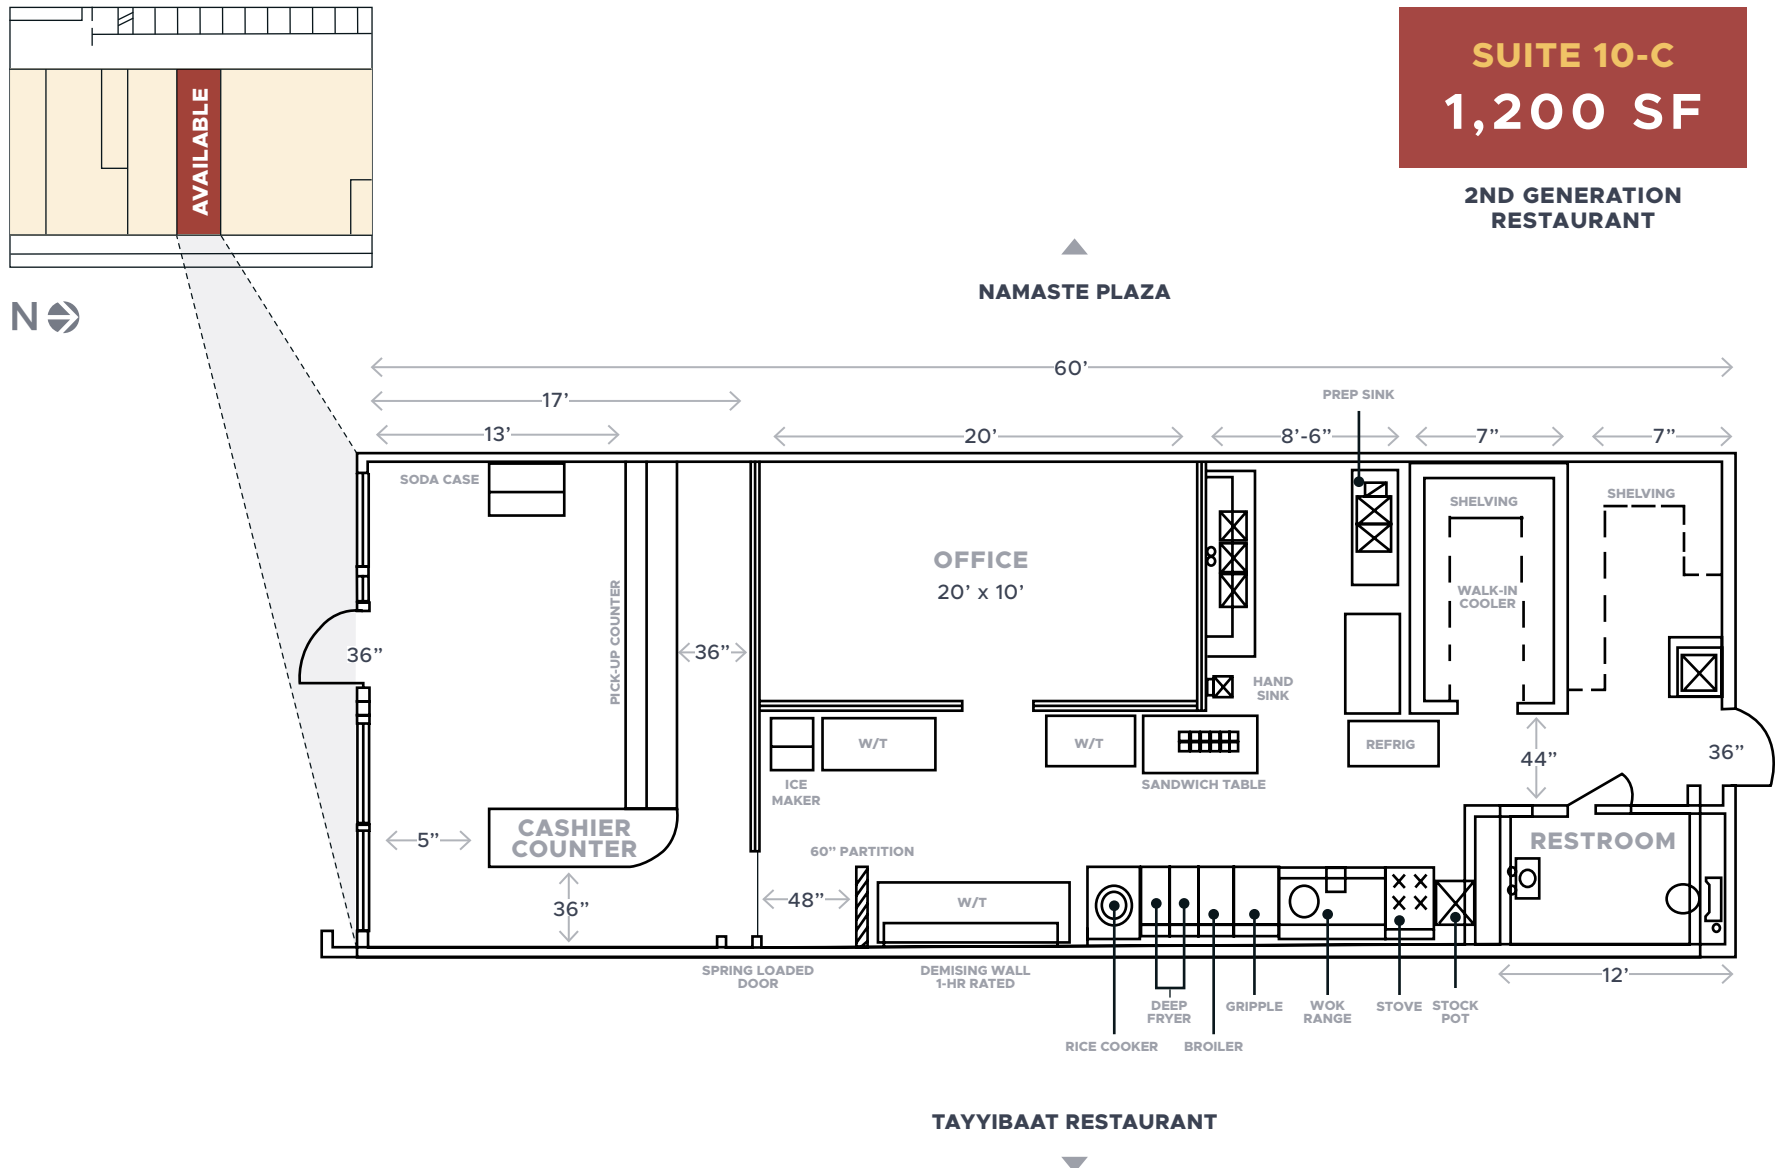 SUITE 10-C
1,200 SF
2ND GENERATION
RESTAURANT
AVAILABLE
N
NAMASTE PLAZA
60’
17’
PREP SINK
13’
20’
8’-6”
7”
7”
SODA CASE
SHELVING
SHELVING
OFFICE
20’ x 10’
WALK-IN
COOLER
PICK-UP COUNTER
36”
36”
HAND
SINK
W/T
W/T
REFRIG
44”
36”
ICE
MAKER
SANDWICH TABLE
CASHIER
COUNTER
5”
60” PARTITION
RESTROOM
36”
48”
W/T
SPRING LOADED
DOOR
DEMISING WALL
1-HR RATED
12’
DEEP
FRYER
GRIPPLE
WOK
RANGE
STOVE
STOCK
POT
RICE COOKER
BROILER
TAYYIBAAT RESTAURANT